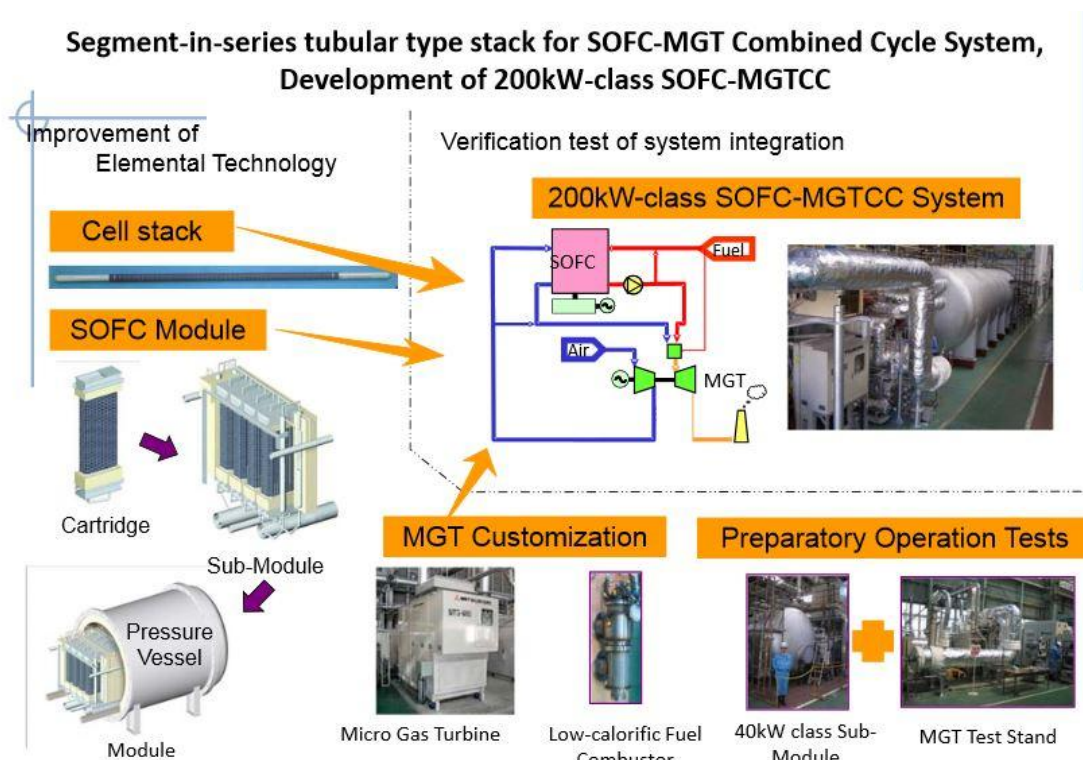 Segment-in-series tubular type stack for SOFC-MGT Combined Cycle System,
Development of 200kW-class SOFC-MGTCC
Improvement of
Elemental Technology
Verification test of system integration
200kW-class SOFC-MGTCC System
Cell stack
SOFC
Fuel
SOFC Module
Air
MGT
Cartridge
Sub-Module
MGT Customization
Preparatory Operation Tests
Pressure
Vessel
Module
Micro Gas Turbine
Low-calorific Fuel
Combustor
40kW class Sub-
Module
MGT Test Stand